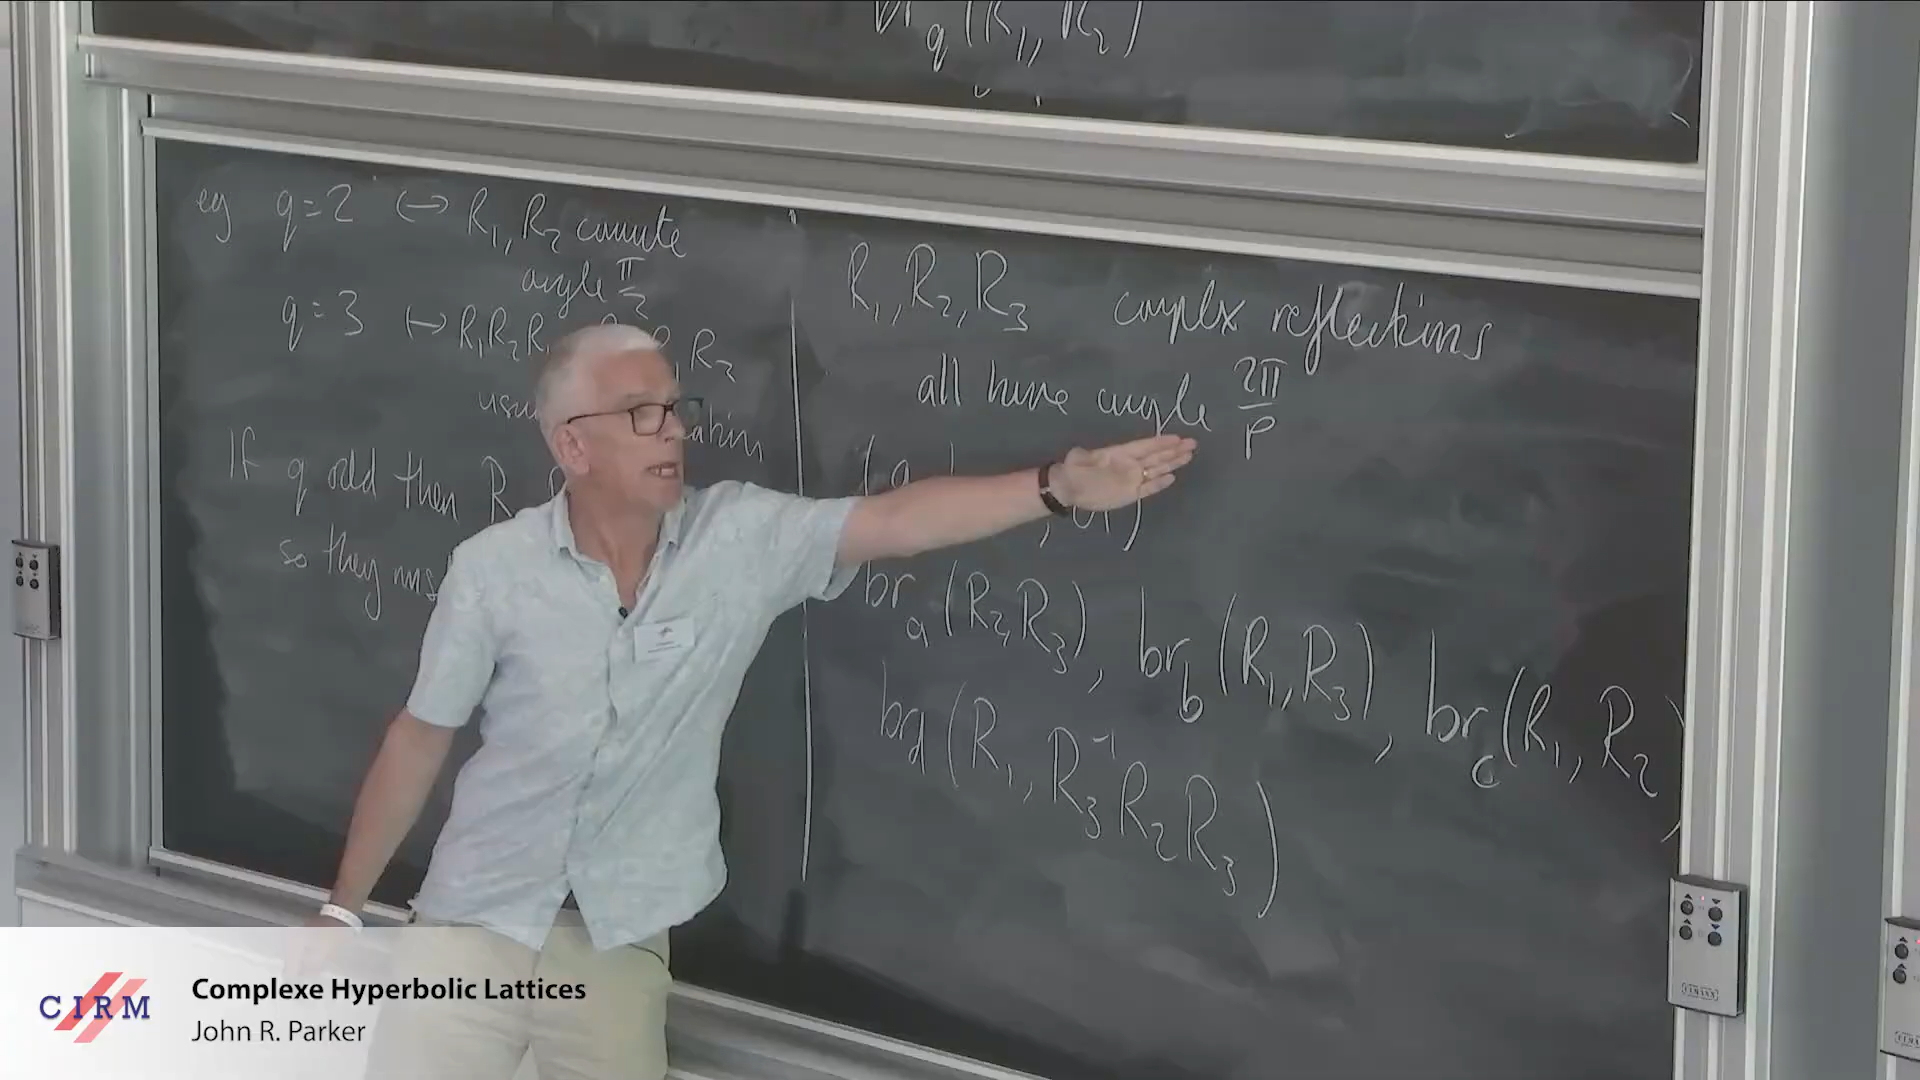 br_q (R_1, R_2)
eg q=2 ↔ R_1, R_2 commute
angle π/2
q=3 ↔ R_1R_2R_ R_2
If q odd then R
so they
R_1, R_2, R_3 complex reflections
all have angle 2π/p
br_a (R_2, R_3), br_b (R_1, R_3), br_c (R_1, R_2)
br_d (R_1, R_3^{-1} R_2 R_3)
CIRM
Complexe Hyperbolic Lattices
John R. Parker